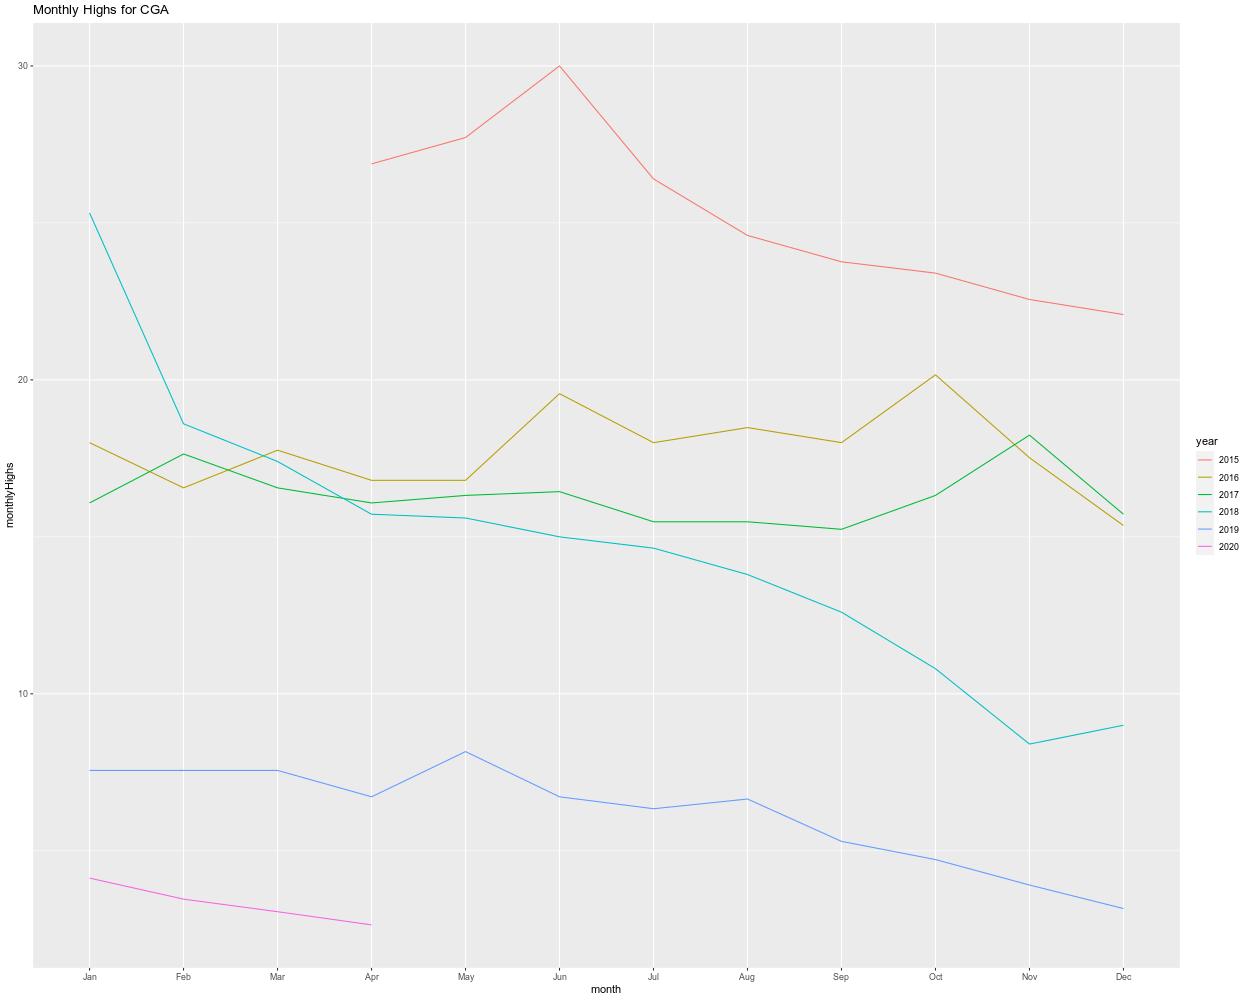 Monthly Highs for CGA
30
20
10
monthlyHighs
Jan Feb Mar Apr May Jun Jul Aug Sep Oct Nov Dec
month
year
2015
2016
2017
2018
2019
2020